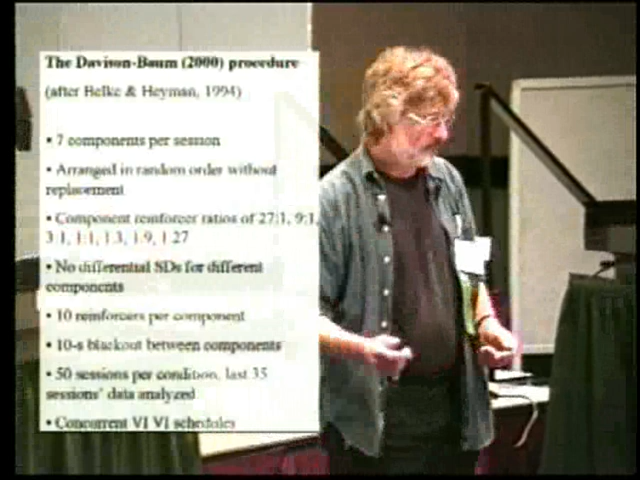 The Davison-Baum (2000) procedure
(after Belke & Heyman, 1994)
• 7 components per session
• Arranged in random order without
replacement
• Component reinforcer ratios of 27:1, 9:1,
3:1, 1:1, 1:3, 1:9, 1:27
• No differential SDs for different
components
• 10 reinforcers per component
• 10-s blackout between components
• 50 sessions per condition, last 35
sessions' data analyzed
• Concurrent VI VI schedules